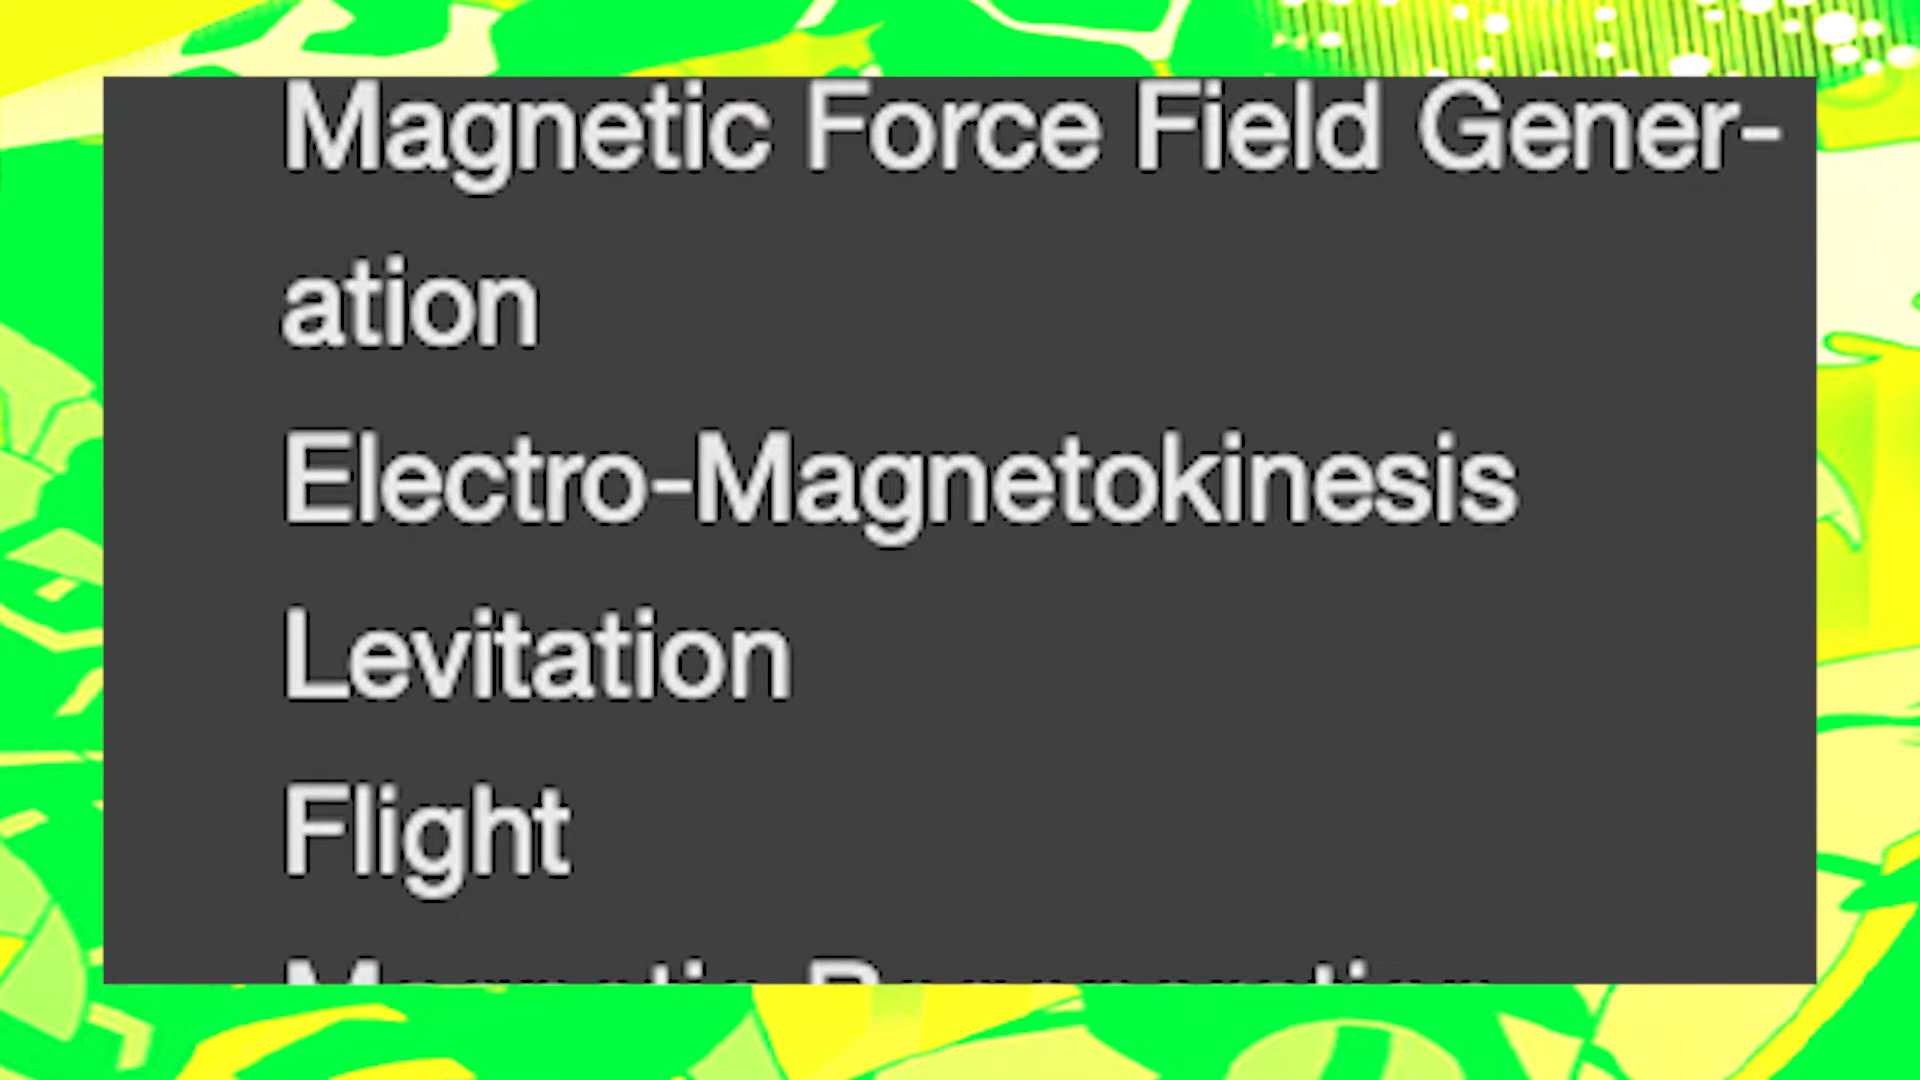 Magnetic Force Field Gener-
ation
Electro-Magnetokinesis
Levitation
Flight